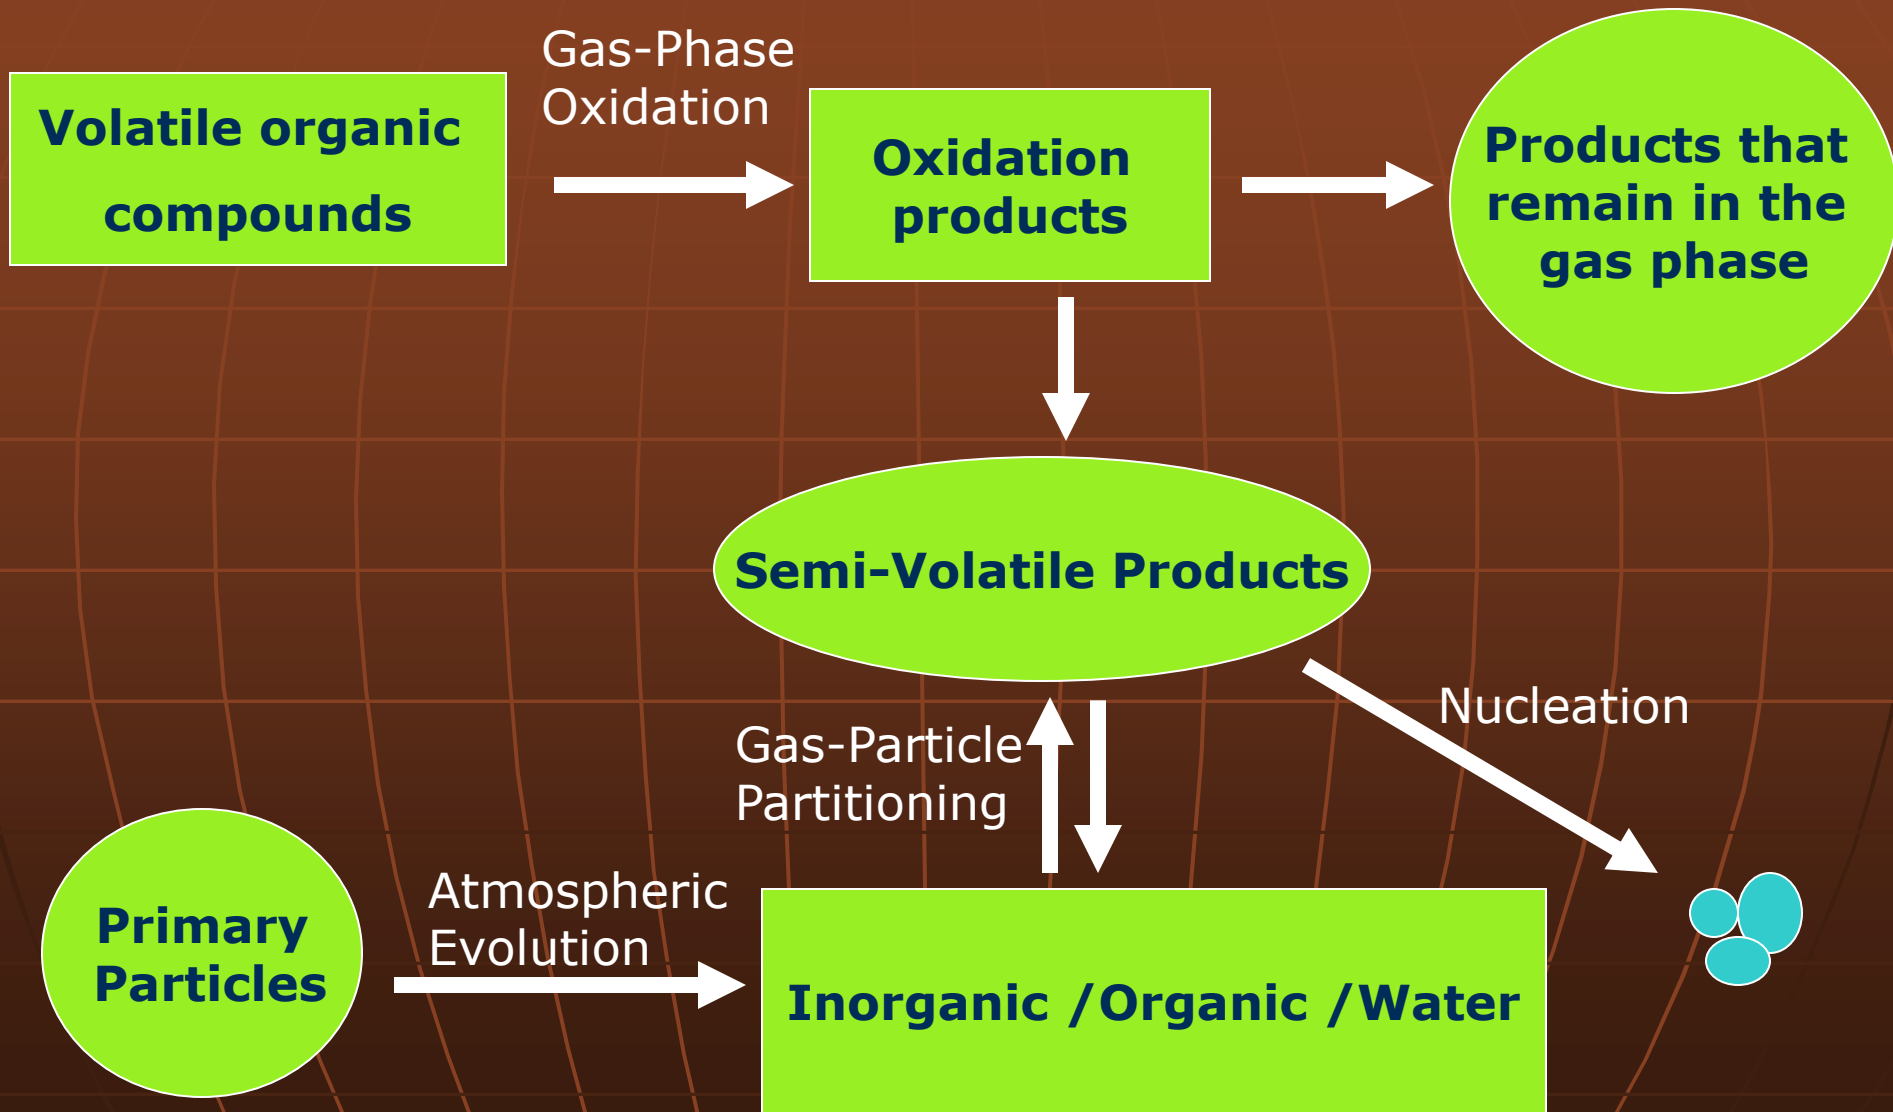 Gas-Phase
Oxidation
Volatile organic
compounds
Oxidation
products
Products that
remain in the
gas phase
Semi-Volatile Products
Nucleation
Gas-Particle
Partitioning
Primary
Particles
Atmospheric
Evolution
Inorganic /Organic /Water